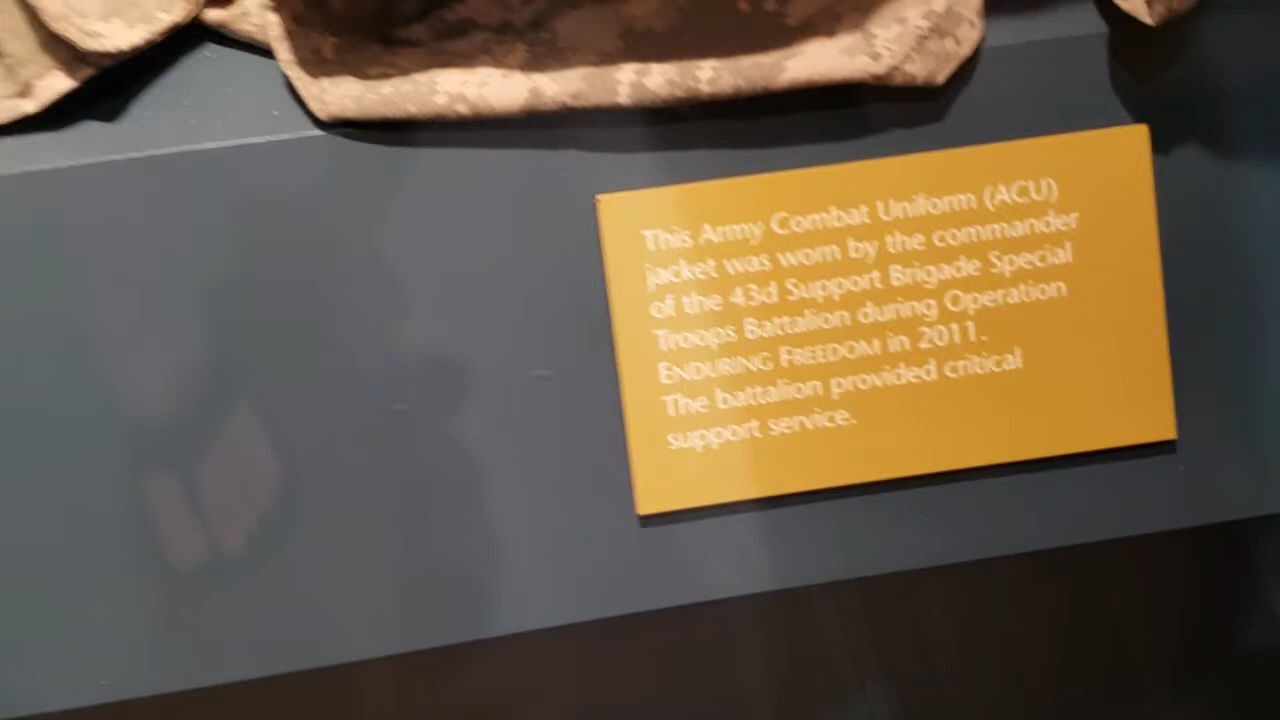 This Army Combat Uniform (ACU)
jacket was worn by the commander
of the 43d Support Brigade Special
Troops Battalion during Operation
ENDURING FREEDOM in 2011.
The battalion provided critical
support service.